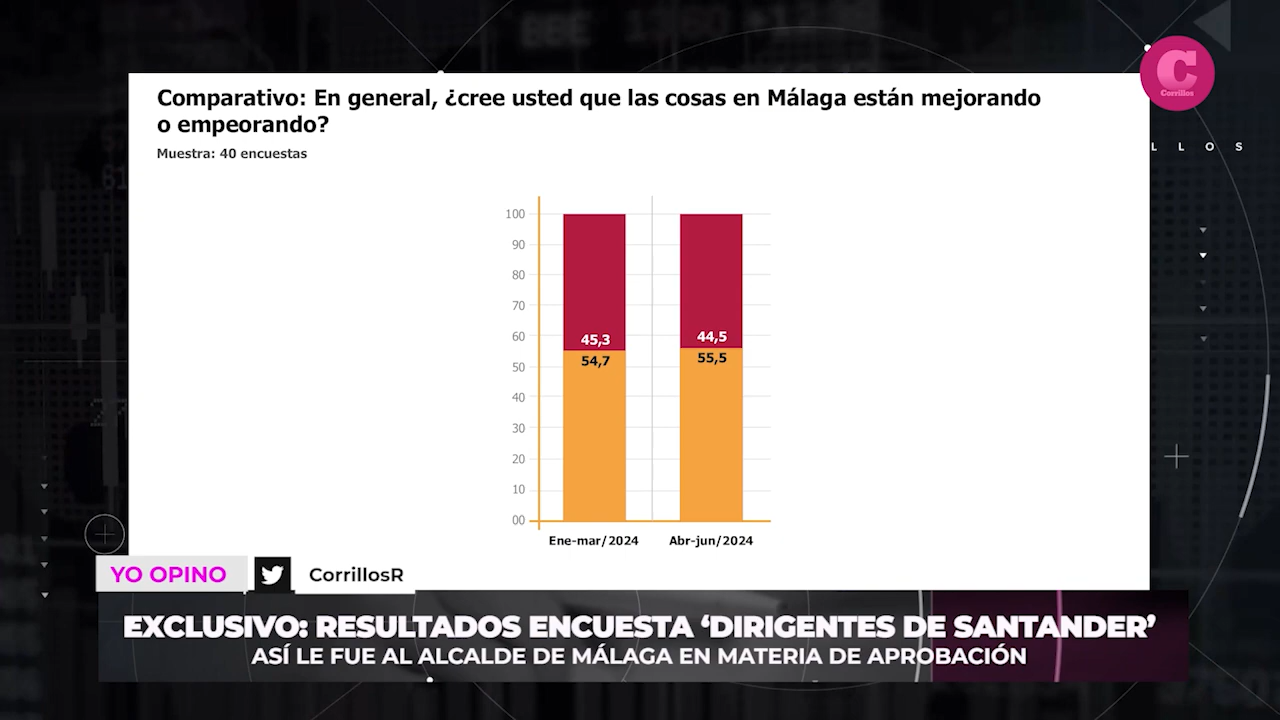 Comparativo: En general, ¿cree usted que las cosas en Málaga están mejorando
o empeorando?
Muestra: 40 encuestas
C
Corrillos
L L O S
100
90
80
70
60
50
40
30
20
10
00
45,3
54,7
44,5
55,5
Ene-mar/2024
Abr-jun/2024
YO OPINO
CorrillosR
EXCLUSIVO: RESULTADOS ENCUESTA ‘DIRIGENTES DE SANTANDER’
ASÍ LE FUE AL ALCALDE DE MÁLAGA EN MATERIA DE APROBACIÓN